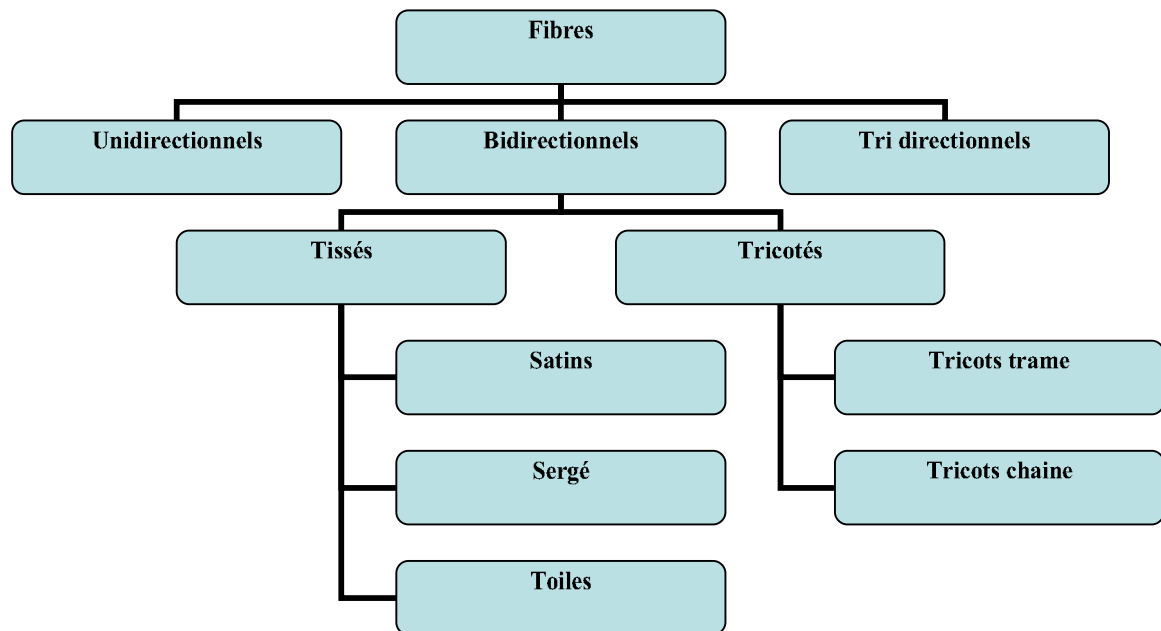 Fibres
Unidirectionnels
Bidirectionnels
Tri directionnels
Tissés
Tricotés
Satins
Tricots trame
Sergé
Tricots chaine
Toiles